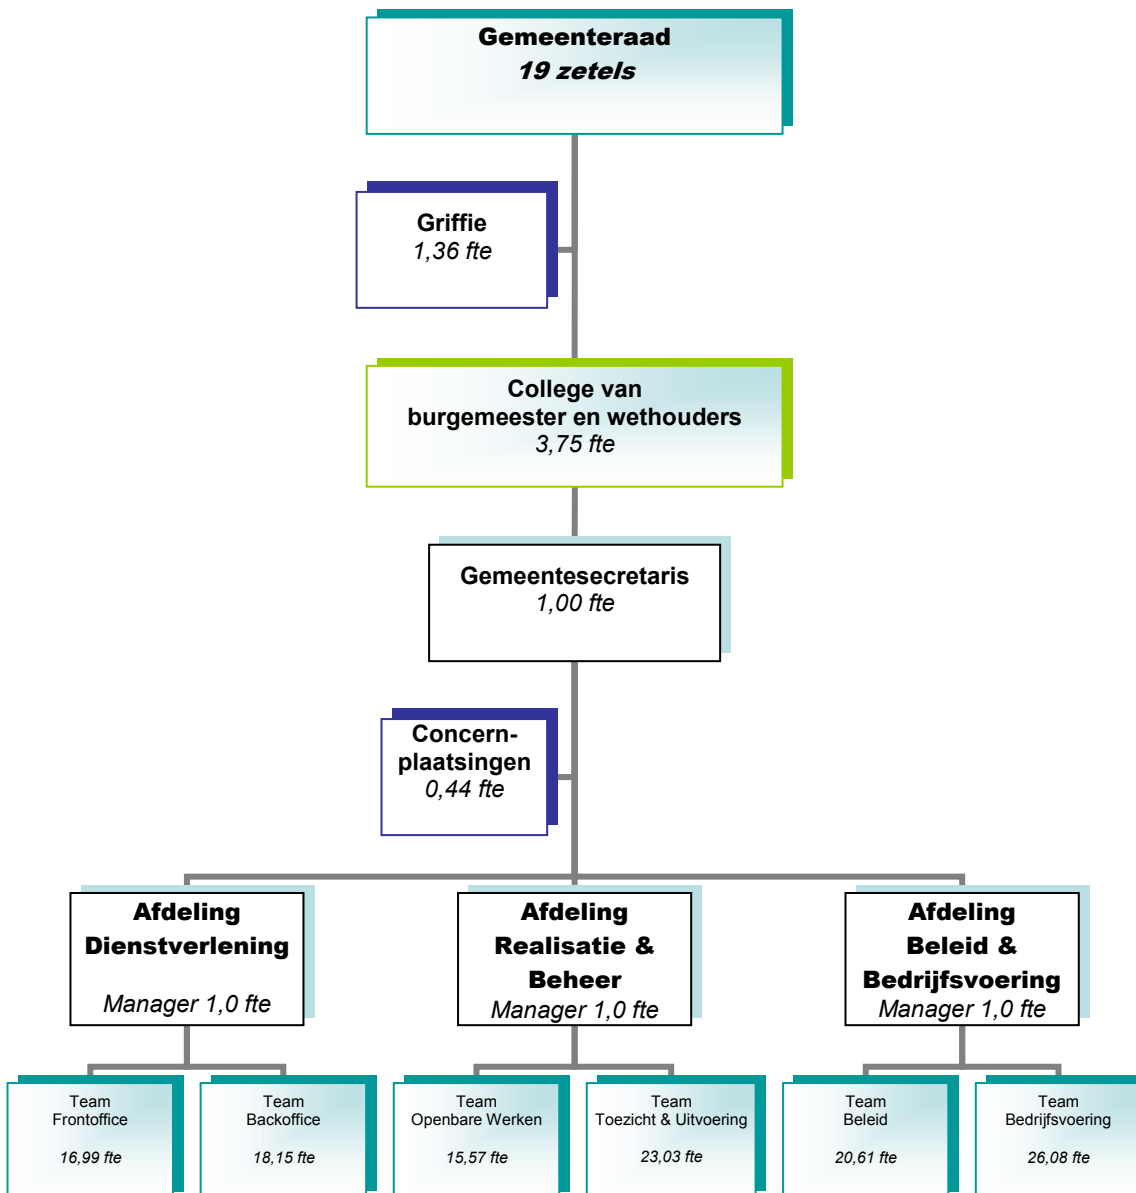 Gemeenteraad
19 zetels
Griffie
1,36 fte
College van
burgemeester en wethouders
3,75 fte
Gemeentesecretaris
1,00 fte
Concern-
plaatsingen
0,44 fte
Afdeling
Dienstverlening
Manager 1,0 fte
Afdeling
Realisatie &
Beheer
Manager 1,0 fte
Afdeling
Beleid &
Bedrijfsvoering
Manager 1,0 fte
Team
Frontoffice
16,99 fte
Team
Backoffice
18,15 fte
Team
Openbare Werken
15,57 fte
Team
Toezicht & Uitvoering
23,03 fte
Team
Beleid
20,61 fte
Team
Bedrijfsvoering
26,08 fte